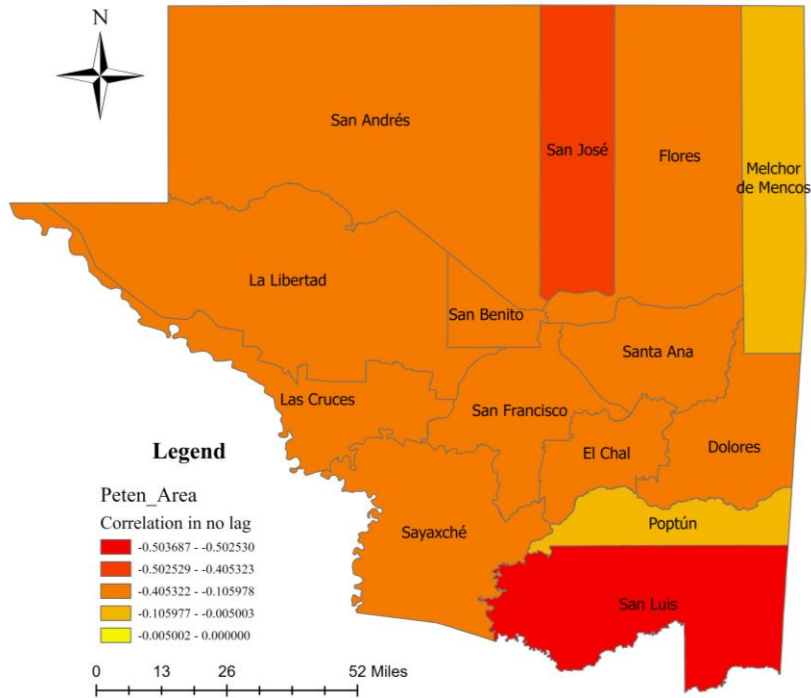 N
San Andrés
San José
Flores
Melchor
de Mencos
La Libertad
San Benito
Santa Ana
Las Cruces
San Francisco
El Chal
Dolores
Sayaxché
Poptún
San Luis
Legend
Peten_Area
Correlation in no lag
-0.503687 - -0.502530
-0.502529 - -0.405323
-0.405322 - -0.105978
-0.105977 - -0.005003
-0.005002 - 0.000000
0 13 26 52 Miles